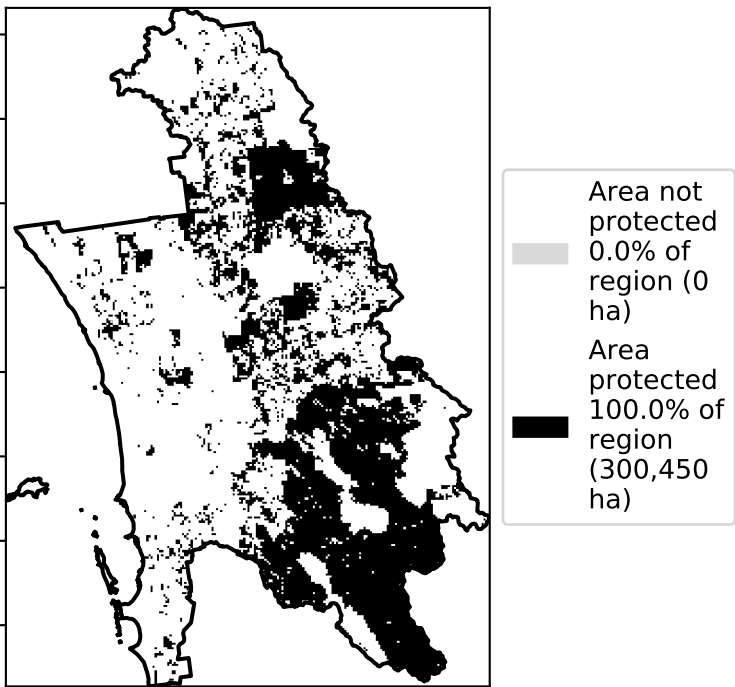 Area not
protected
0.0% of
region (0
ha)
Area
protected
100.0% of
region
(300,450
ha)